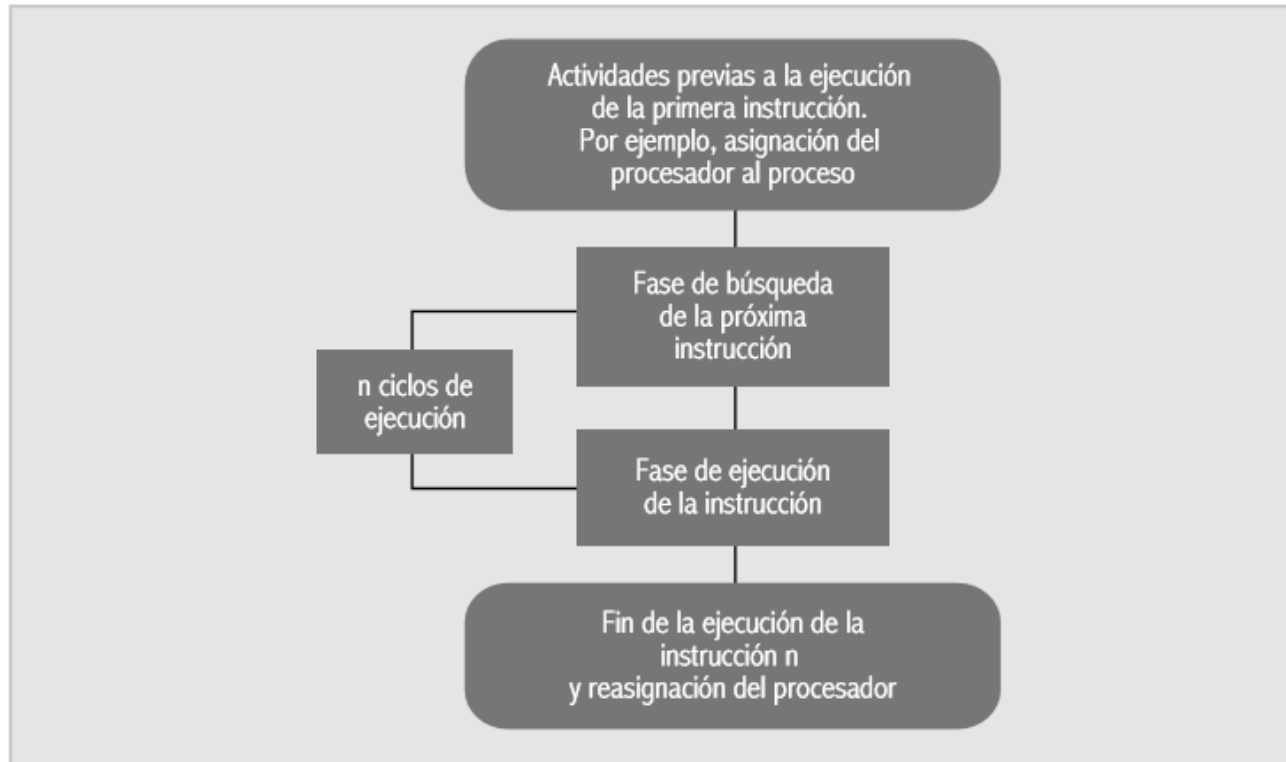 Actividades previas a la ejecución
de la primera instrucción.
Por ejemplo, asignación del
procesador al proceso
Fase de búsqueda
de la próxima
instrucción
n ciclos de
ejecución
Fase de ejecución
de la instrucción
Fin de la ejecución de la
instrucción n
y reasignación del procesador